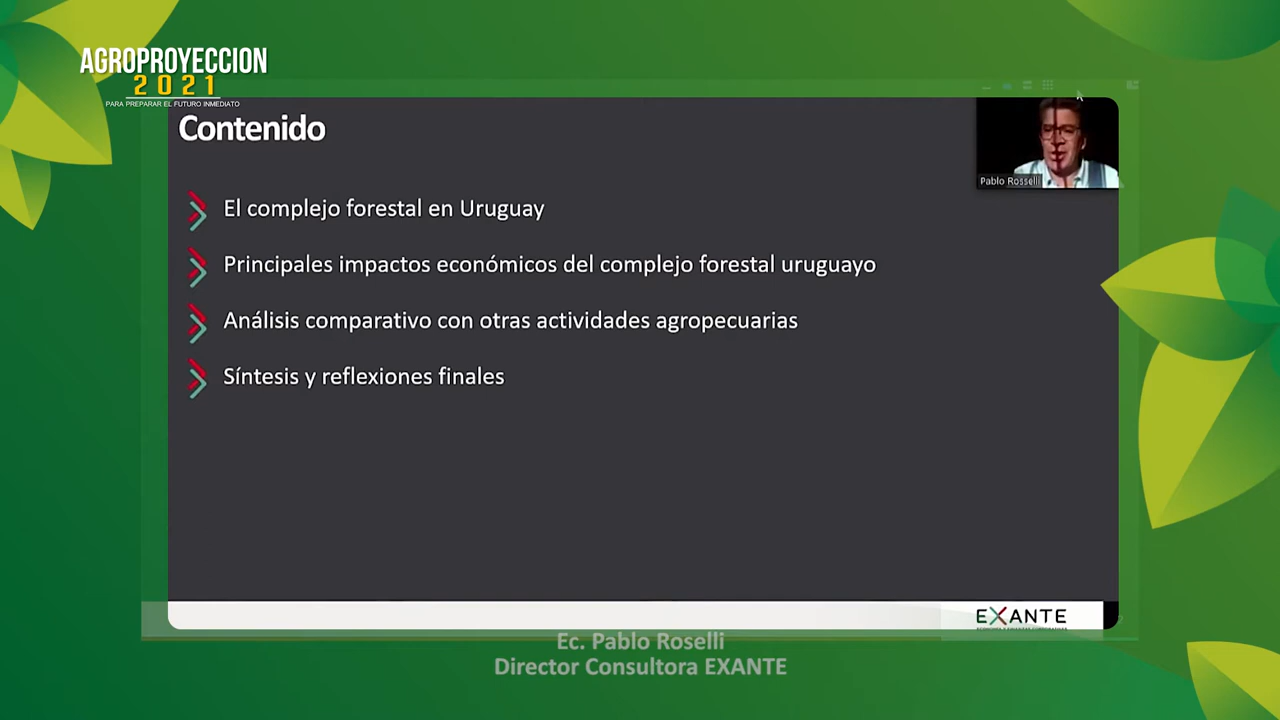 AGROPROYECCION
2021
PARA PREPARAR EL FUTURO INMEDIATO
Contenido
Pablo Rosselli
El complejo forestal en Uruguay
Principales impactos económicos del complejo forestal uruguayo
Análisis comparativo con otras actividades agropecuarias
Síntesis y reflexiones finales
EXANTE
Ec. Pablo Roselli
Director Consultora EXANTE